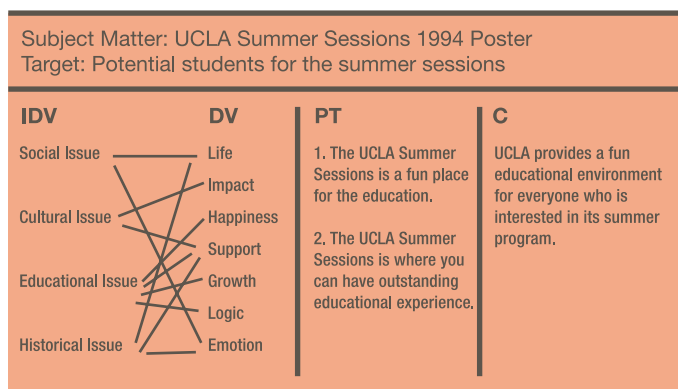 Subject Matter: UCLA Summer Sessions 1994 Poster
Target: Potential students for the summer sessions
IDV
Social Issue
Cultural Issue
Educational Issue
Historical Issue
DV
Life
Impact
Happiness
Support
Growth
Logic
Emotion
PT
1. The UCLA Summer
Sessions is a fun place
for the education.
2. The UCLA Summer
Sessions is where you
can have outstanding
educational experience.
C
UCLA provides a fun
educational environment
for everyone who is
interested in its summer
program.